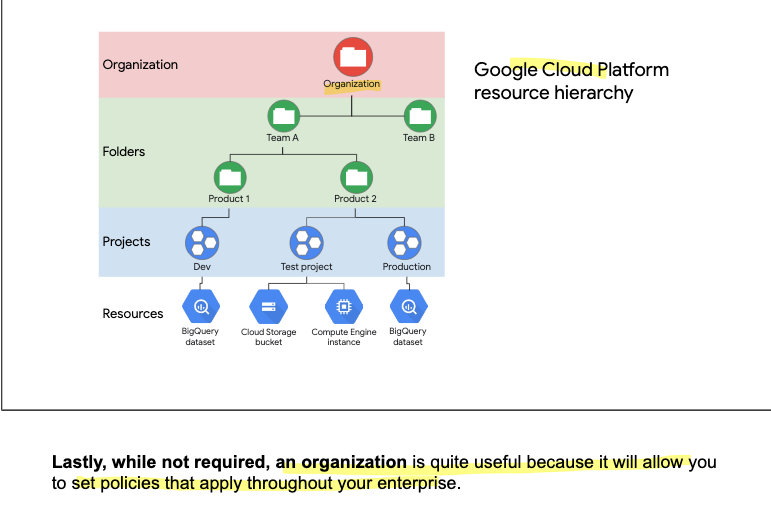 Organization
Organization
Google Cloud Platform
resource hierarchy
Team A
Team B
Folders
Product 1
Product 2
Projects
Dev
Test project
Production
Resources
BigQuery
dataset
Cloud Storage
bucket
Compute Engine
instance
BigQuery
dataset
Lastly, while not required, an organization is quite useful because it will allow you
to set policies that apply throughout your enterprise.